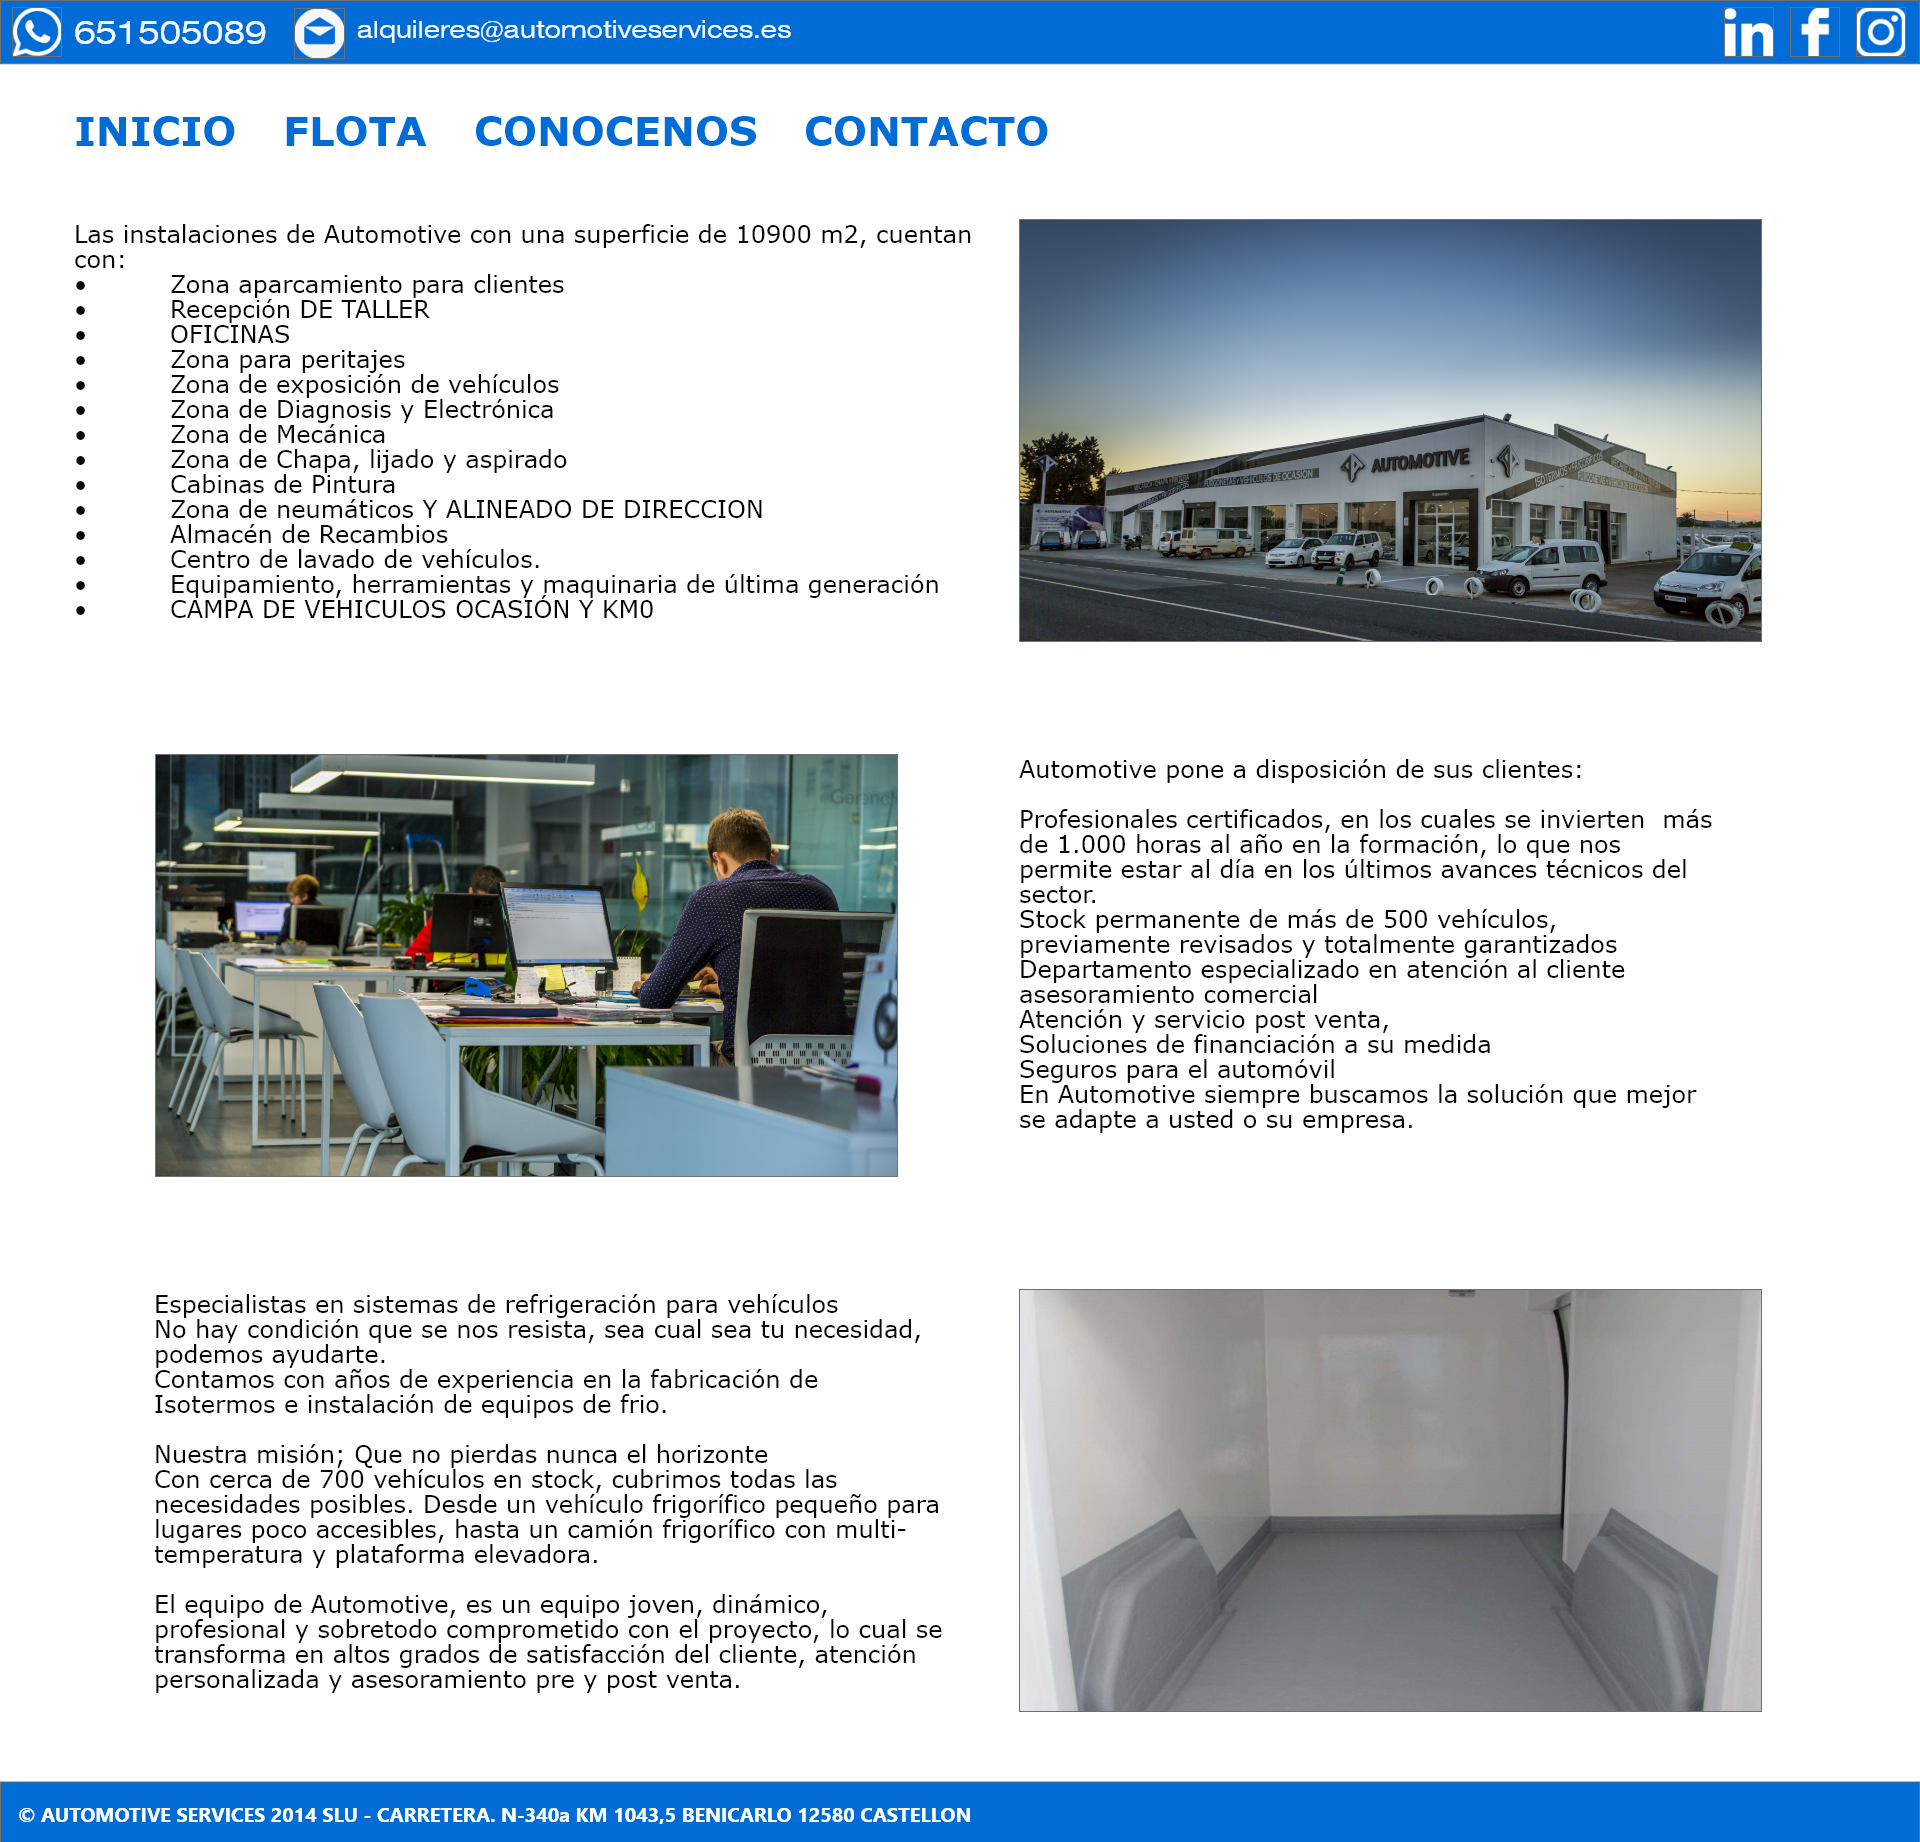 651505089
alquileres@automotiveservices.es
in
f
INICIO FLOTA CONOCENOS CONTACTO
Las instalaciones de Automotive con una superficie de 10900 m2, cuentan
con:
• Zona aparcamiento para clientes
• Recepción DE TALLER
• OFICINAS
• Zona para peritajes
• Zona de exposición de vehículos
• Zona de Diagnosis y Electrónica
• Zona de Mecánica
• Zona de Chapa, lijado y aspirado
• Cabinas de Pintura
• Zona de neumáticos Y ALINEADO DE DIRECCION
• Almacén de Recambios
• Centro de lavado de vehículos.
• Equipamiento, herramientas y maquinaria de última generación
• CAMPA DE VEHICULOS OCASIÓN Y KM0
AUTOMOTIVE
Automotive pone a disposición de sus clientes:
Profesionales certificados, en los cuales se invierten  más
de 1.000 horas al año en la formación, lo que nos
permite estar al día en los últimos avances técnicos del
sector.
Stock permanente de más de 500 vehículos,
previamente revisados y totalmente garantizados
Departamento especializado en atención al cliente
asesoramiento comercial
Atención y servicio post venta,
Soluciones de financiación a su medida
Seguros para el automóvil
En Automotive siempre buscamos la solución que mejor
se adapte a usted o su empresa.
Especialistas en sistemas de refrigeración para vehículos
No hay condición que se nos resista, sea cual sea tu necesidad,
podemos ayudarte.
Contamos con años de experiencia en la fabricación de
Isotermos e instalación de equipos de frio.
Nuestra misión; Que no pierdas nunca el horizonte
Con cerca de 700 vehículos en stock, cubrimos todas las
necesidades posibles. Desde un vehículo frigorífico pequeño para
lugares poco accesibles, hasta un camión frigorífico con multi-
temperatura y plataforma elevadora.
El equipo de Automotive, es un equipo joven, dinámico,
profesional y sobretodo comprometido con el proyecto, lo cual se
transforma en altos grados de satisfacción del cliente, atención
personalizada y asesoramiento pre y post venta.
© AUTOMOTIVE SERVICES 2014 SLU - CARRETERA. N-340a KM 1043,5 BENICARLO 12580 CASTELLON